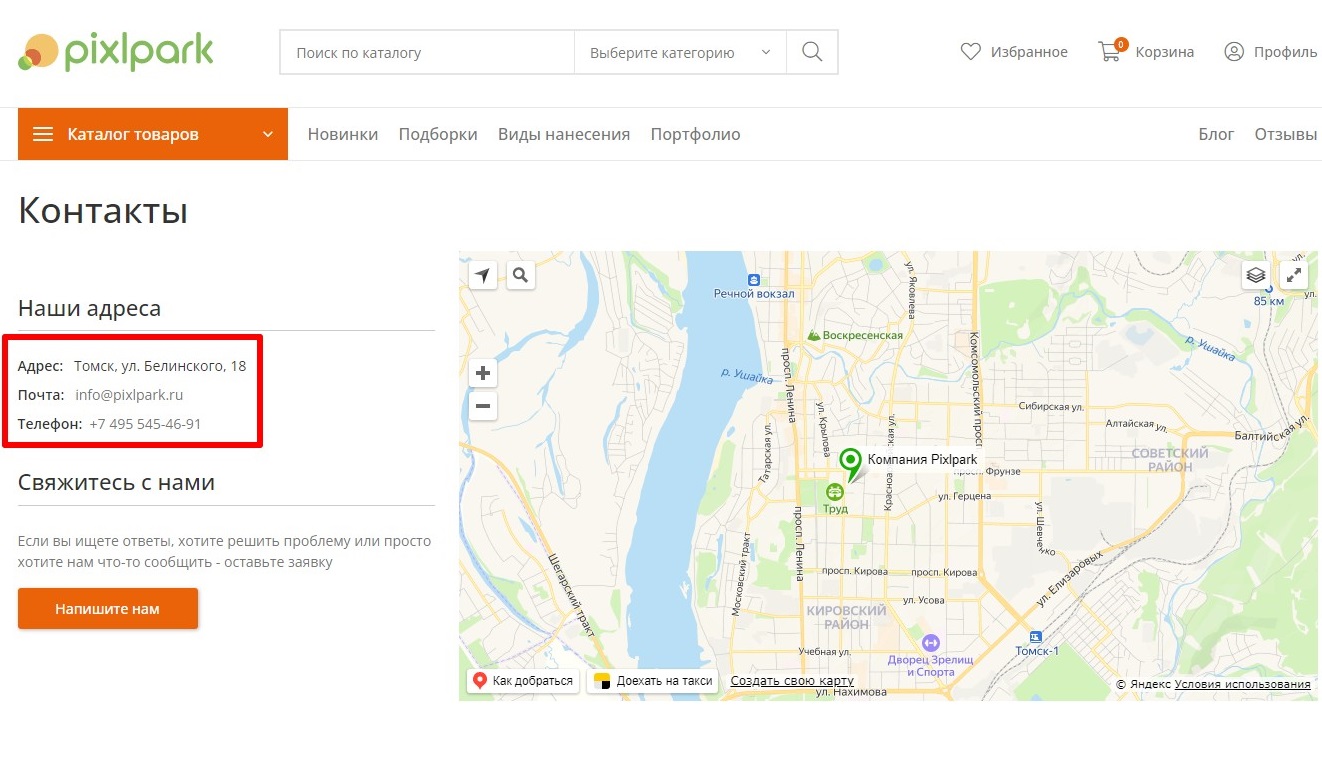 pixlpark
Поиск по каталогу
Выберите категорию
Избранное
0
Корзина
Профиль
Каталог товаров
Новинки
Подборки
Виды нанесения
Портфолио
Блог
Отзывы
Контакты
Наши адреса
Адрес: Томск, ул. Белинского, 18
Почта: info@pixlpark.ru
Телефон: +7 495 545-46-91
Свяжитесь с нами
Если вы ищете ответы, хотите решить проблему или просто
хотите нам что-то сообщить - оставьте заявку
Напишите нам
Речной вокзал
ул. Яковлева
85 км
Воскресенская
р. Ушайка
р. Ушайка
просп. Ленина
Комсомольский просп.
Сибирская ул.
ул. Крылова
Алтайская ул.
Балтийская ул.
Татарская ул.
СОВЕТСКИЙ
РАЙОН
Компания Pixlpark
просп. Фрунзе
Красноа
ул. Герцена
Труд
просп. Ленина
ул. Шевченко
Московский тракт
Шегарский тракт
просп. Кирова
просп. Кирова
ул. Елизаровых
ул. Усова
КИРОВСКИЙ
РАЙОН
Учебная ул.
Дворец Зрелищ
и Спорта
Томск-1
Как добраться
Доехать на такси
Создать свою карту
ул. Нахимова
© Яндекс Условия использования